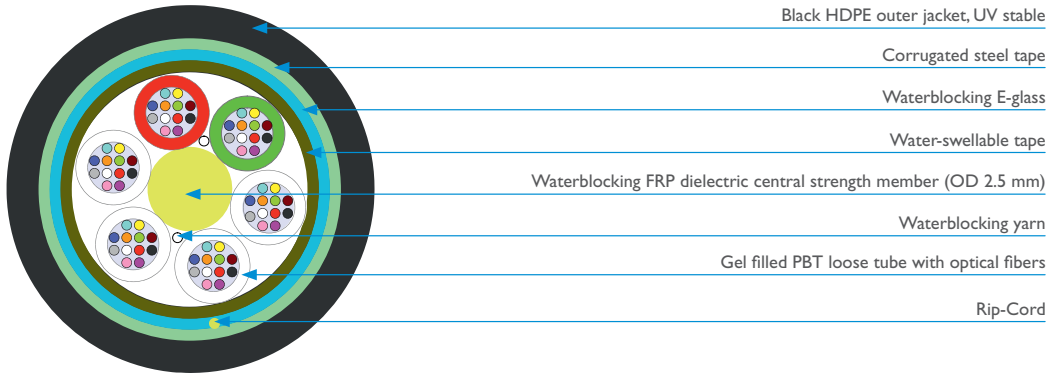 Black HDPE outer jacket, UV stable
Corrugated steel tape
Waterblocking E-glass
Water-swellable tape
Waterblocking FRP dielectric central strength member (OD 2.5 mm)
Waterblocking yarn
Gel filled PBT loose tube with optical fibers
Rip-Cord